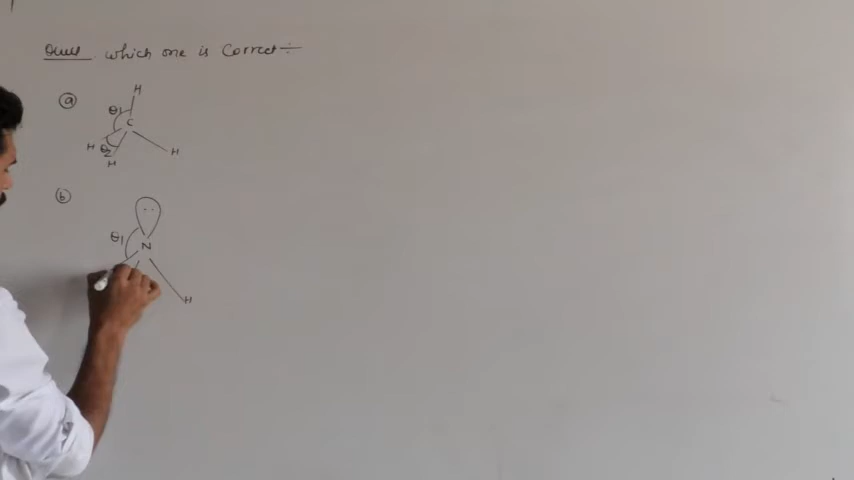 Ques. which one is Correct :-
(a)
H
θ1
C
H θ2 H
H
(b)
θ1
N
H